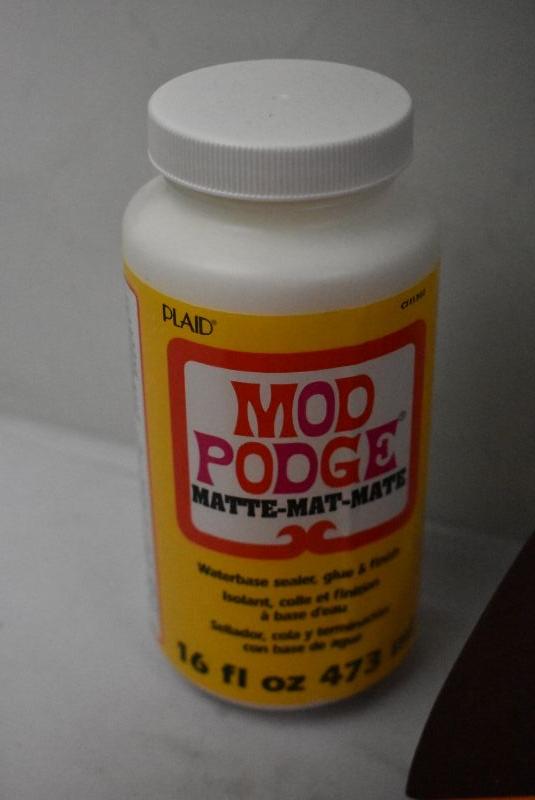 PLAID®
MOD
PODGE®
MATTE-MAT-MATE
Waterbase sealer, glue & finish
Isolant, colle et finition
à base d'eau
Sellador, cola y terminación
con base de agua
16 fl oz 473